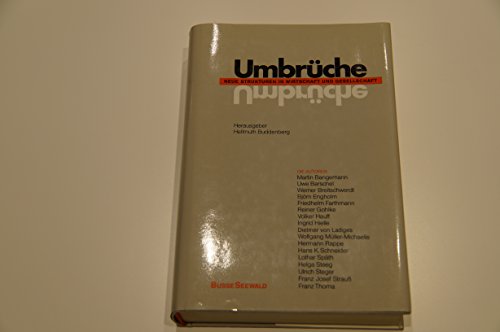 Umbrüche
NEUE STRUKTUREN IN WIRTSCHAFT UND GESELLSCHAFT
Umbrüche
Herausgeber
Hellmuth Buddenberg
DIE AUTOREN
Martin Bangemann
Uwe Barschel
Werner Breitschwerdt
Björn Engholm
Friedhelm Farthmann
Reiner Gohlke
Volker Hauff
Ingrid Hielle
Dietmar von Ladiges
Wolfgang Müller-Michaelis
Hermann Rappe
Hans K. Schneider
Lothar Späth
Helga Steeg
Ulrich Steger
Franz Josef Strauß
Franz Thoma
BUSSE SEEWALD